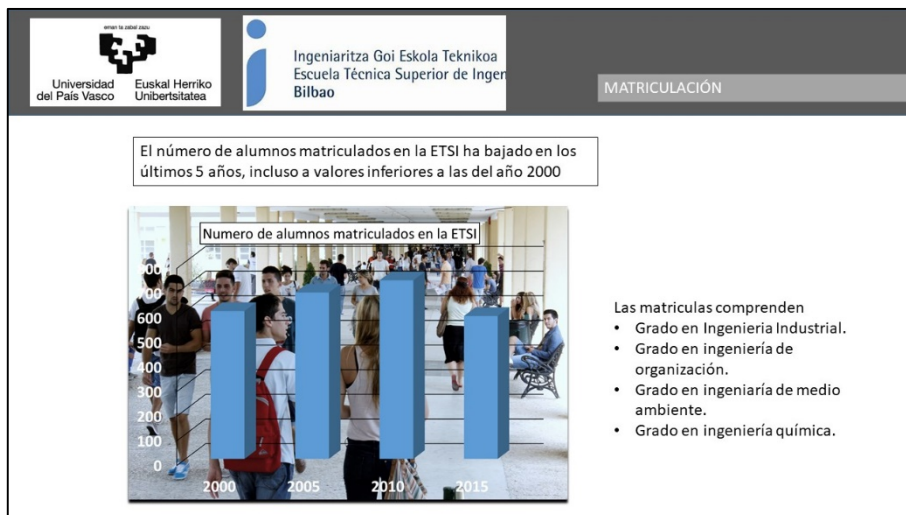 eman ta zabal zazu
Universidad
del País Vasco
Euskal Herriko
Unibertsitatea
Ingeniaritza Goi Eskola Teknikoa
Escuela Técnica Superior de Ingen
Bilbao
MATRICULACIÓN
El número de alumnos matriculados en la ETSI ha bajado en los
últimos 5 años, incluso a valores inferiores a las del año 2000
Numero de alumnos matriculados en la ETSI
800
700
600
500
400
300
200
100
0
2000
2005
2010
2015
Las matriculas comprenden
• Grado en Ingenieria Industrial.
• Grado en ingeniería de
organización.
• Grado en ingeniaría de medio
ambiente.
• Grado en ingeniería química.